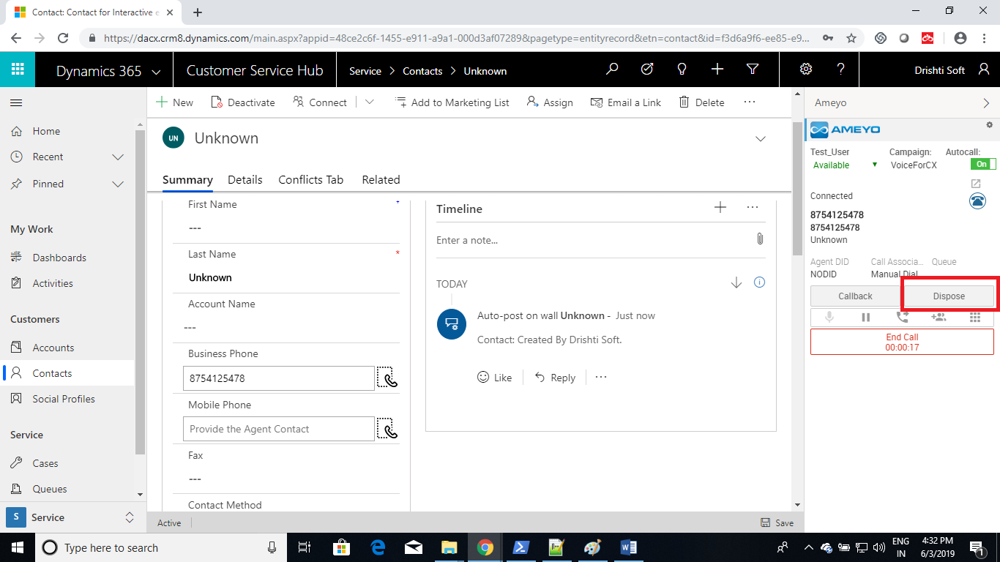 Contact: Contact for Interactive e
https://dacx.crm8.dynamics.com/main.aspx?appid=48ce2c6f-1455-e911-a9a1-000d3af07289&pagetype=entityrecord&etn=contact&id=f3d6a9f6-ee85-e9...
Dynamics 365
Customer Service Hub
Service > Contacts > Unknown
Drishti Soft
New
Deactivate
Connect
Add to Marketing List
Assign
Email a Link
Delete
Home
Recent
Pinned
My Work
Dashboards
Activities
Customers
Accounts
Contacts
Social Profiles
Service
Cases
Queues
S
Service
UN
Unknown
Summary
Details
Conflicts Tab
Related
First Name
---
Last Name *
Unknown
Account Name
---
Business Phone
8754125478
Mobile Phone
Provide the Agent Contact
Fax
---
Contact Method
Timeline
Enter a note...
TODAY
Auto-post on wall Unknown - Just now
Contact: Created By Drishti Soft.
Like
Reply
Active
Save
Ameyo
AMEYO
Test_User Campaign: Autocall:
Available VoiceForCX On
Connected
8754125478
8754125478
Unknown
Agent DID Call Associa... Queue
NODID Manual Dial
Callback Dispose
End Call
00:00:17
Type here to search
ENG
IN
4:32 PM
6/3/2019
1